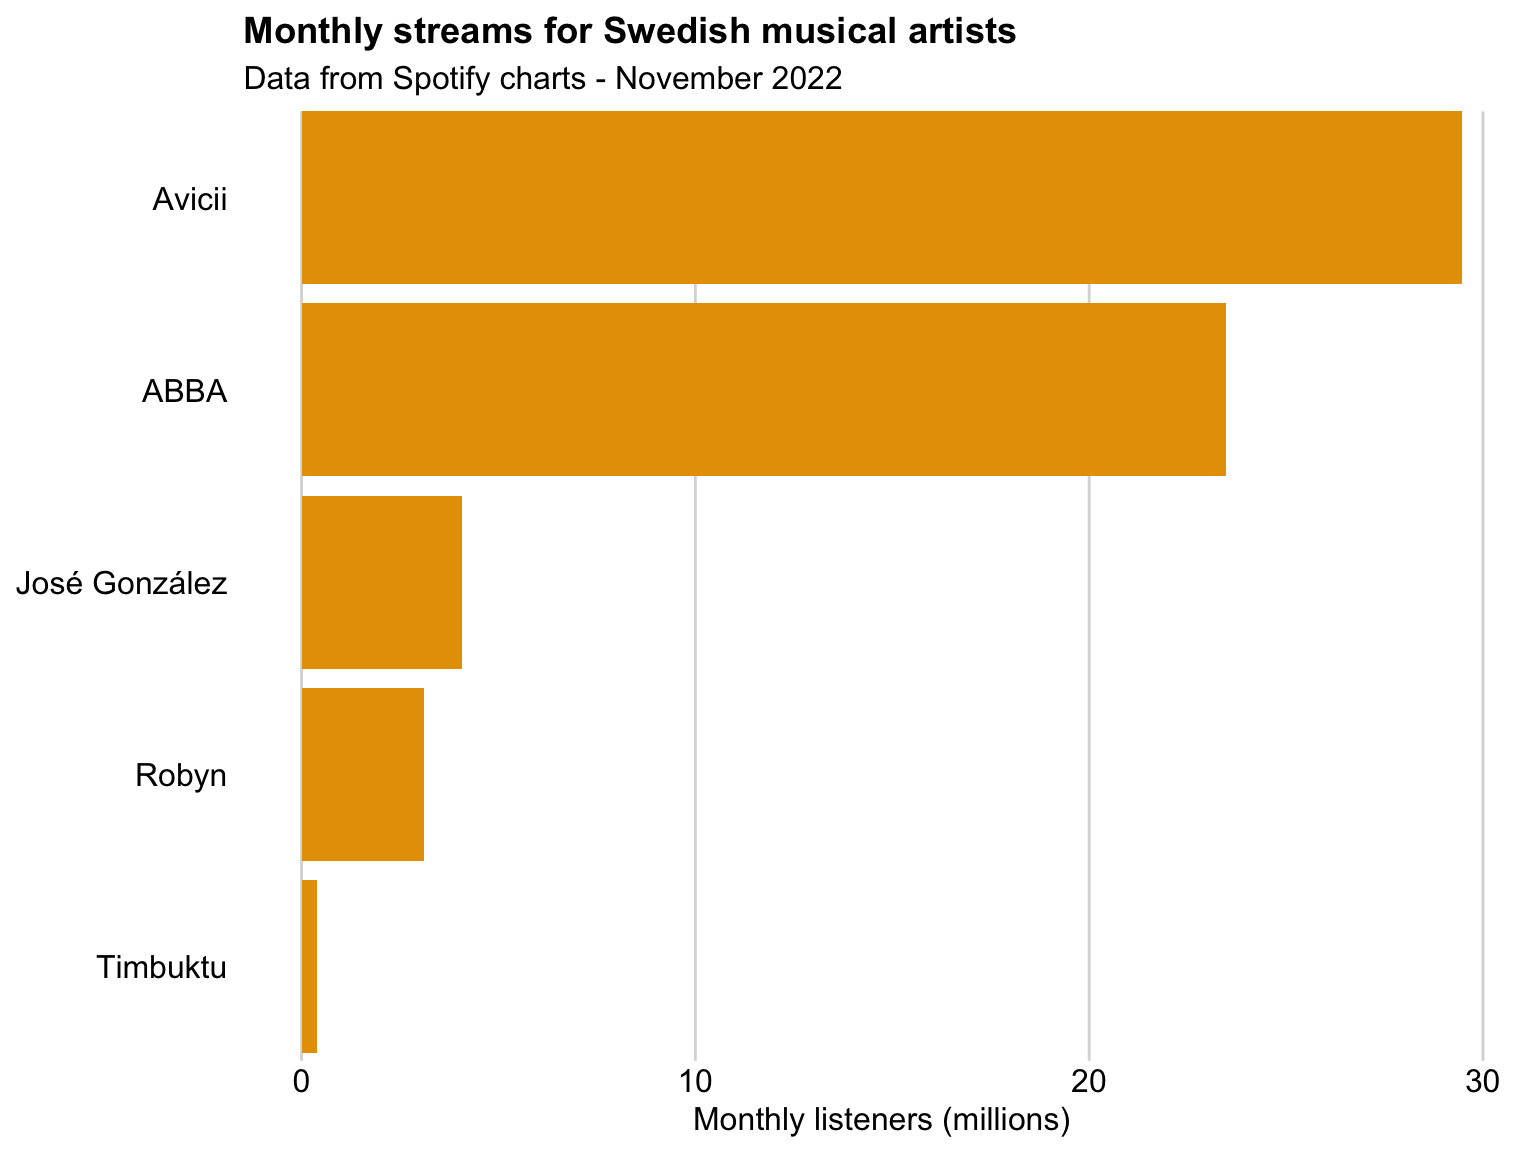 Monthly streams for Swedish musical artists
Data from Spotify charts - November 2022
Avicii
ABBA
José González
Robyn
Timbuktu
0 10 20 30
Monthly listeners (millions)